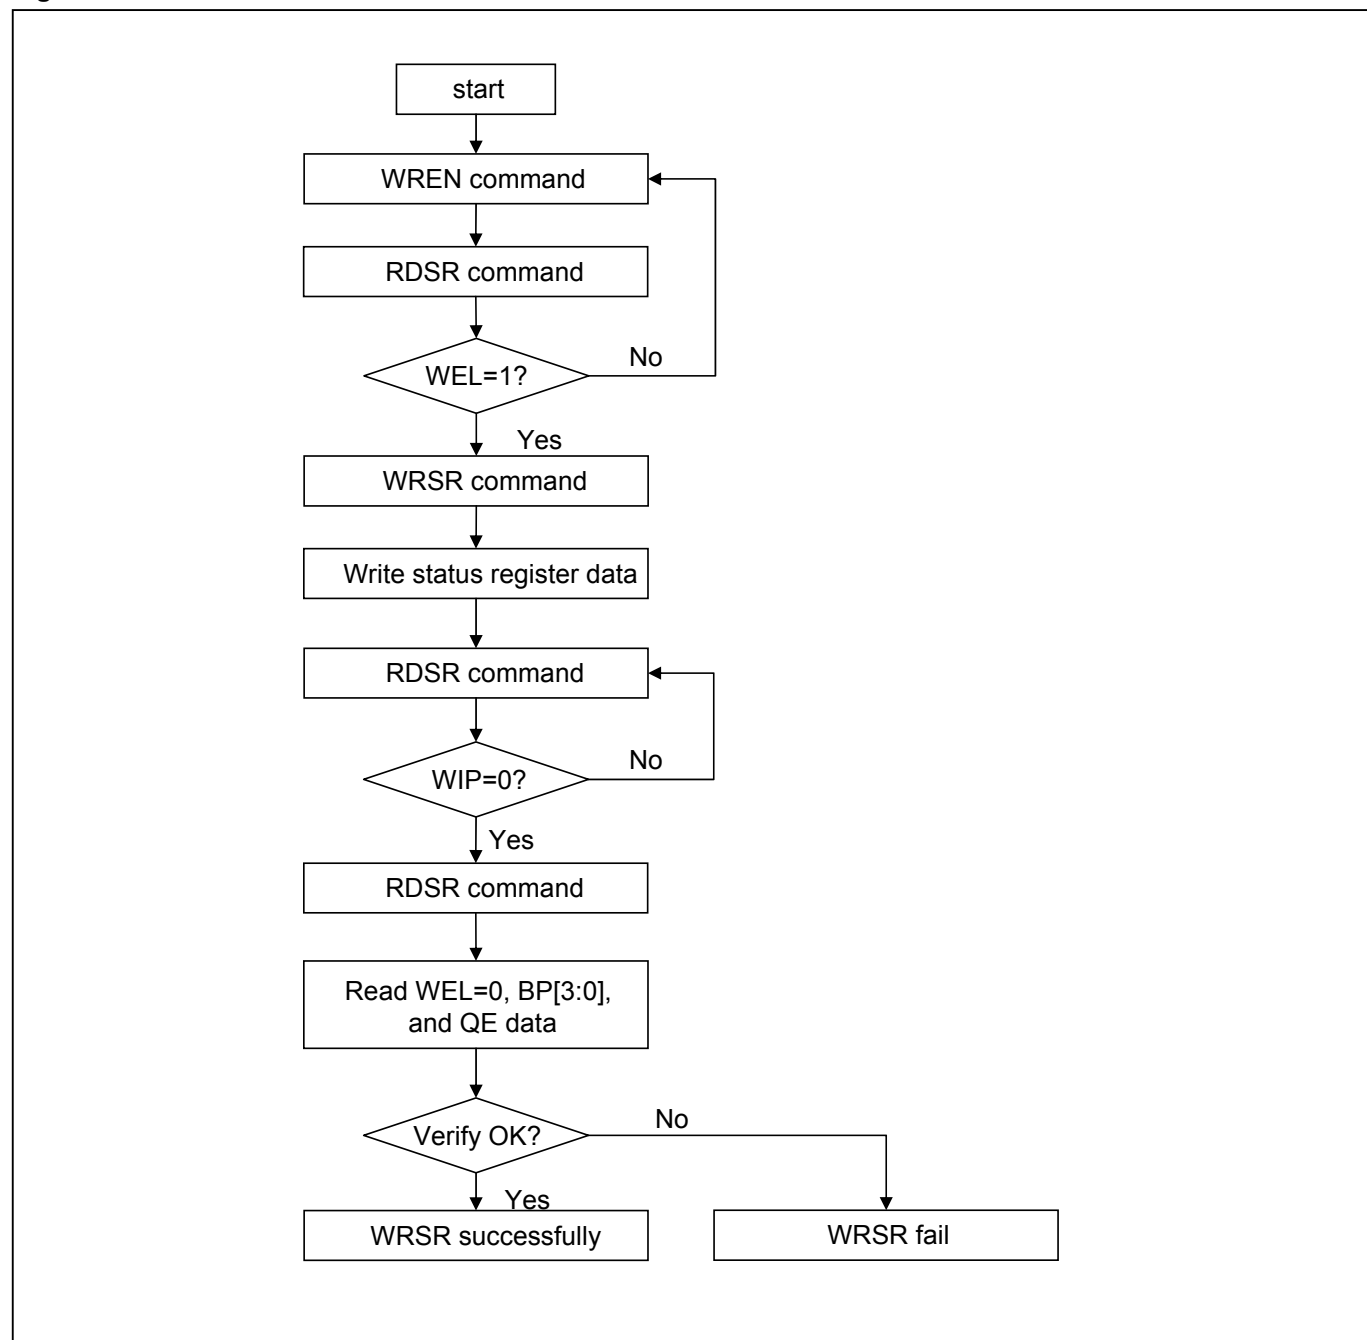 start
WREN command
RDSR command
WEL=1?
No
Yes
WRSR command
Write status register data
RDSR command
WIP=0?
No
Yes
RDSR command
Read WEL=0, BP[3:0],
and QE data
Verify OK?
No
Yes
WRSR successfully
WRSR fail